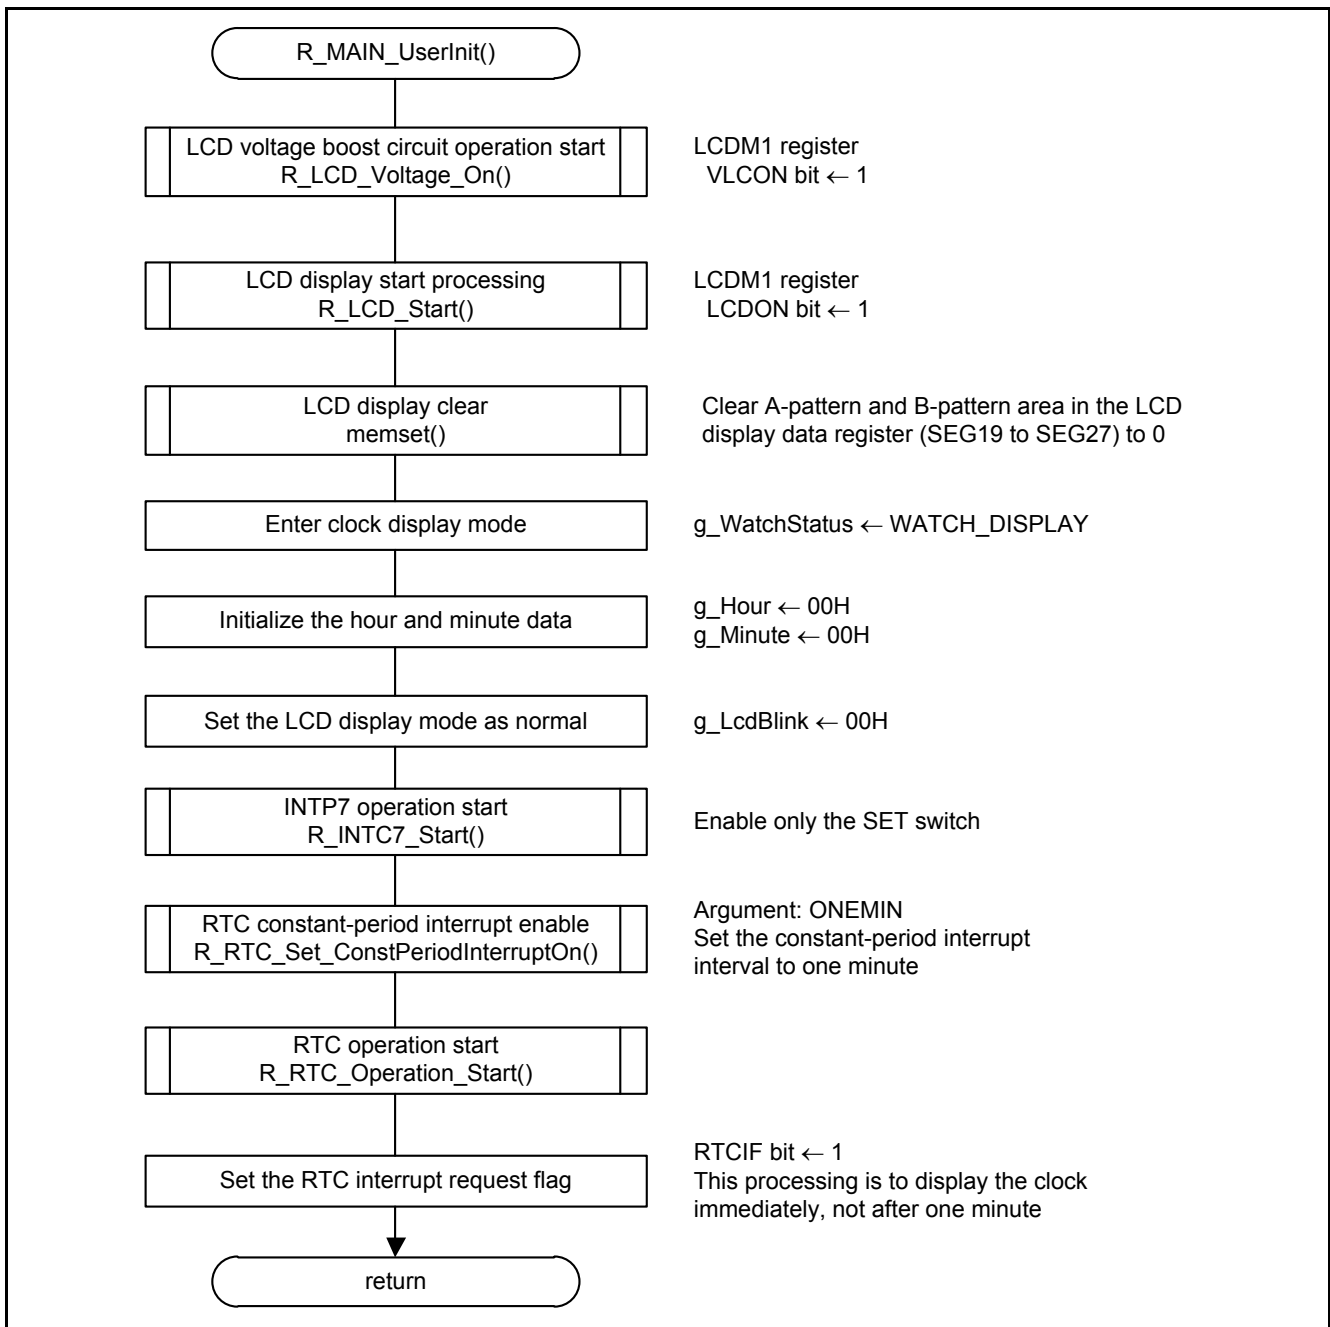 R_MAIN_UserInit()
LCD voltage boost circuit operation start
R_LCD_Voltage_On()
LCDM1 register
VLCON bit ← 1
LCD display start processing
R_LCD_Start()
LCDM1 register
LCDON bit ← 1
LCD display clear
memset()
Clear A-pattern and B-pattern area in the LCD
display data register (SEG19 to SEG27) to 0
Enter clock display mode
g_WatchStatus ← WATCH_DISPLAY
Initialize the hour and minute data
g_Hour ← 00H
g_Minute ← 00H
Set the LCD display mode as normal
g_LcdBlink ← 00H
INTP7 operation start
R_INTC7_Start()
Enable only the SET switch
RTC constant-period interrupt enable
R_RTC_Set_ConstPeriodInterruptOn()
Argument: ONEMIN
Set the constant-period interrupt
interval to one minute
RTC operation start
R_RTC_Operation_Start()
Set the RTC interrupt request flag
RTCIF bit ← 1
This processing is to display the clock
immediately, not after one minute
return